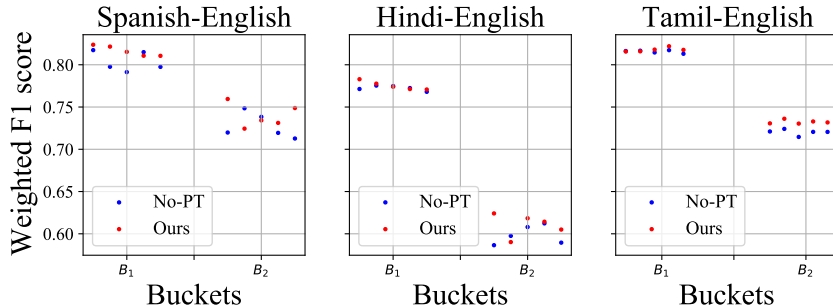 Spanish-English
Hindi-English
Tamil-English
Weighted F1 score
0.80
0.75
0.70
0.65
0.60
No-PT
Ours
No-PT
Ours
No-PT
Ours
B1
B2
B1
B2
B1
B2
Buckets
Buckets
Buckets